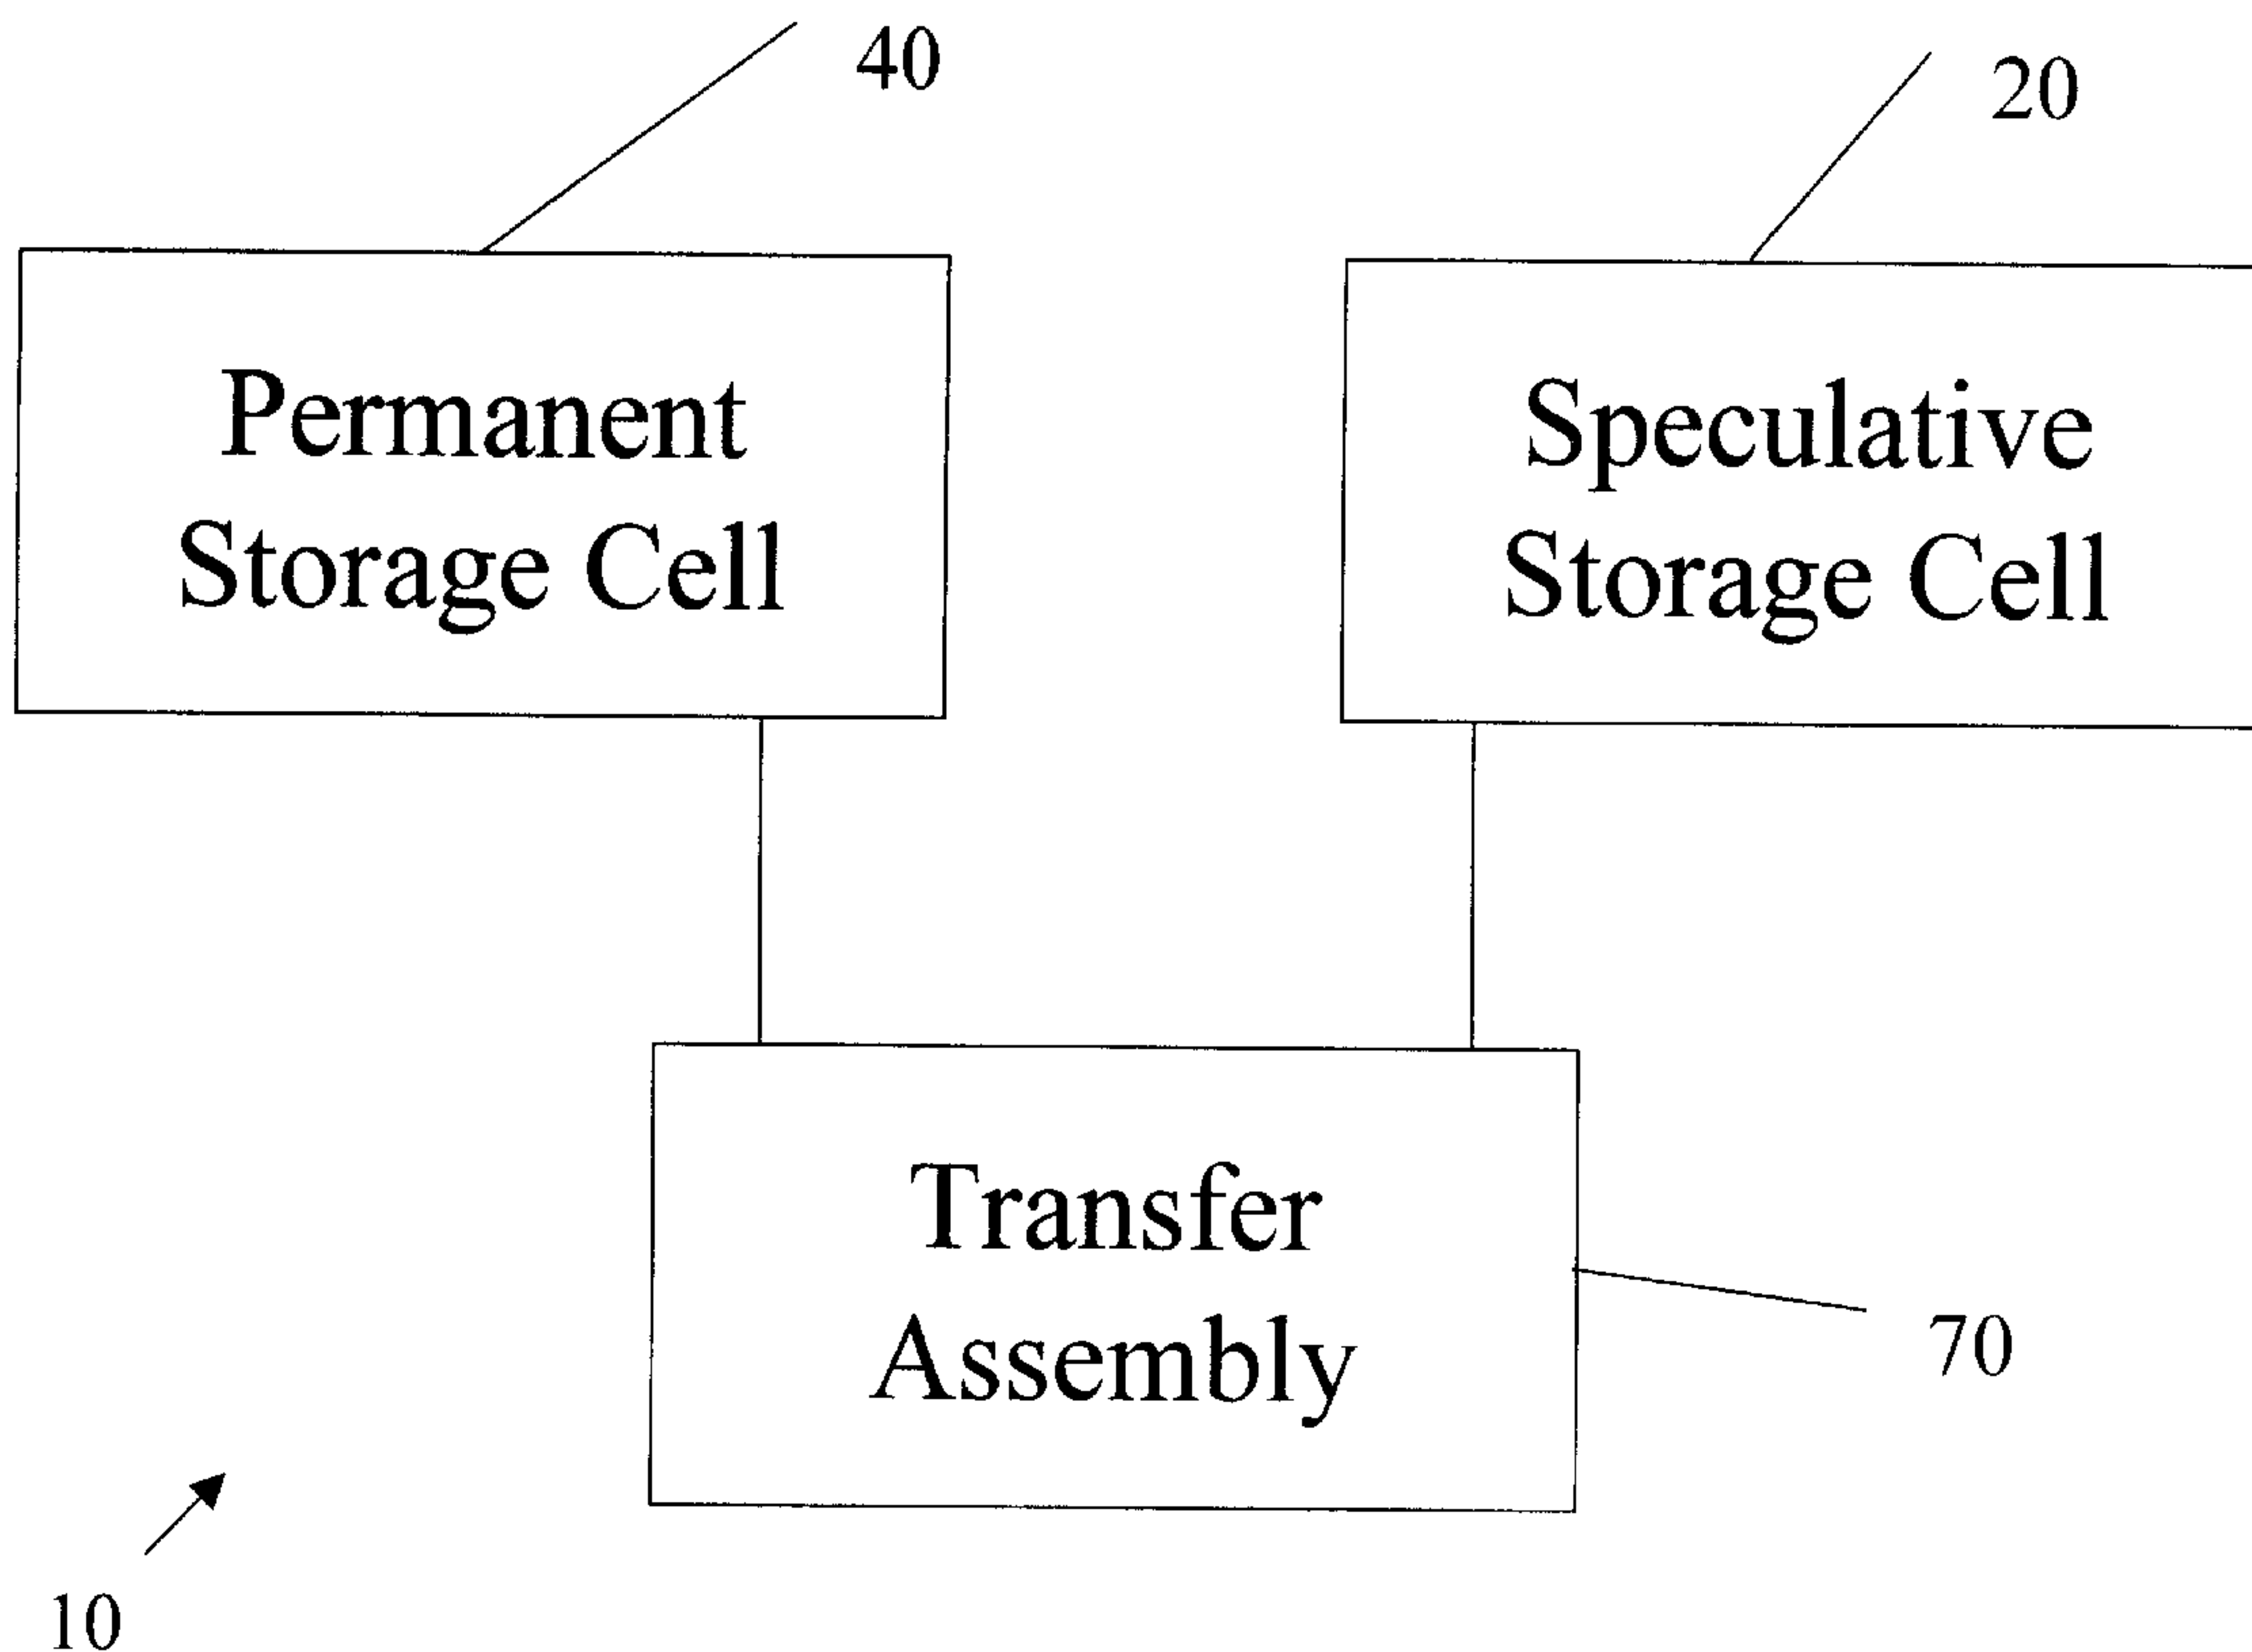 40
20
Permanent
Storage Cell
Speculative
Storage Cell
Transfer
Assembly
70
10